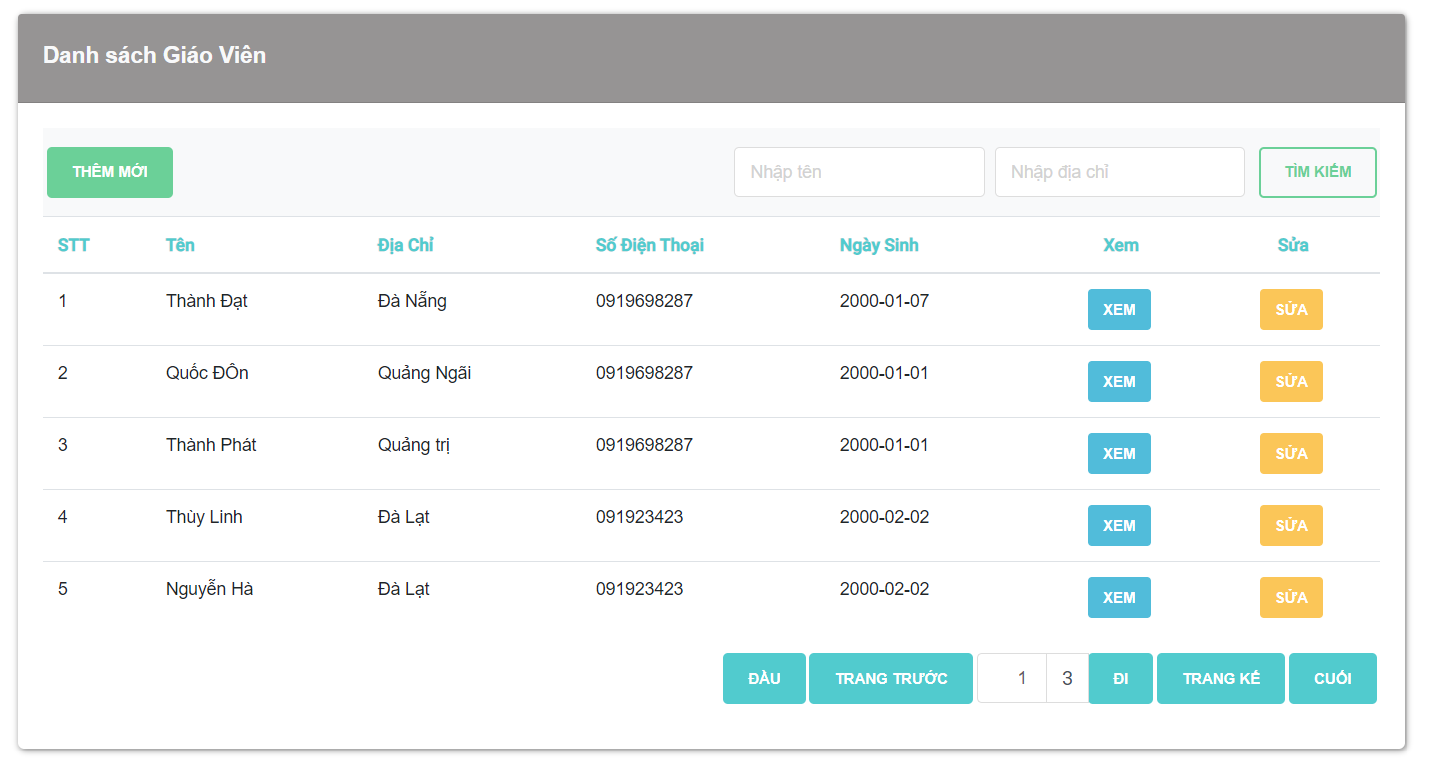 Danh sách Giáo Viên
THÊM MỚI Nhập tên Nhập địa chỉ TÌM KIẾM
STT Tên Địa Chỉ Số Điện Thoại Ngày Sinh Xem Sửa
1 Thành Đạt Đà Nẵng 0919698287 2000-01-07 XEM SỬA
2 Quốc ĐÔn Quảng Ngãi 0919698287 2000-01-01 XEM SỬA
3 Thành Phát Quảng trị 0919698287 2000-01-01 XEM SỬA
4 Thùy Linh Đà Lạt 091923423 2000-02-02 XEM SỬA
5 Nguyễn Hà Đà Lạt 091923423 2000-02-02 XEM SỬA
ĐẦU TRANG TRƯỚC 1 3 ĐI TRANG KẾ CUỐI